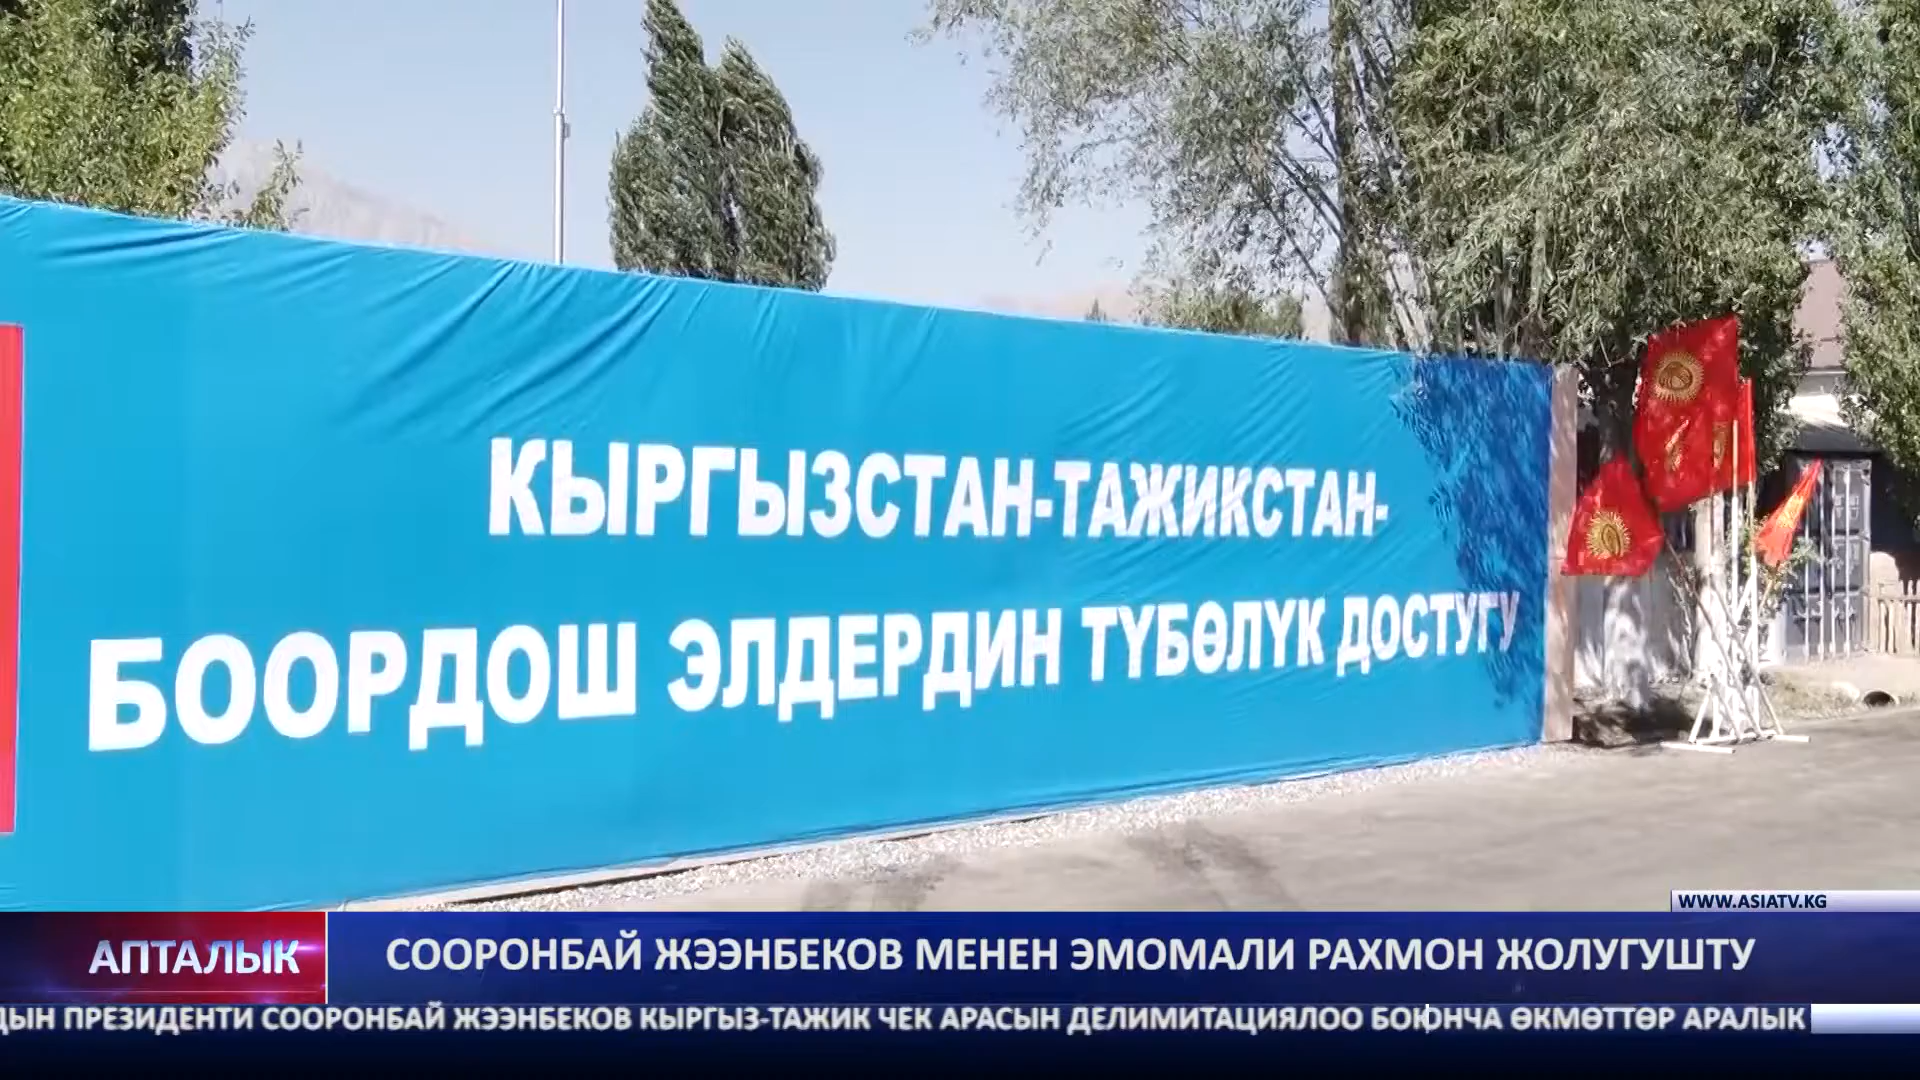 КЫРГЫЗСТАН-ТАЖИКСТАН-
БООРДОШ ЭЛДЕРДИН ТҮБӨЛҮК ДОСТУГУ
WWW.ASIATV.KG
АПТАЛЫК
СООРОНБАЙ ЖЭЭНБЕКОВ МЕНЕН ЭМОМАЛИ РАХМОН ЖОЛУГУШТУ
ДЫН ПРЕЗИДЕНТИ СООРОНБАЙ ЖЭЭНБЕКОВ КЫРГЫЗ-ТАЖИК ЧЕК АРАСЫН ДЕЛИМИТАЦИЯЛОО БОЮНЧА ӨКМӨТТӨР АРАЛЫК